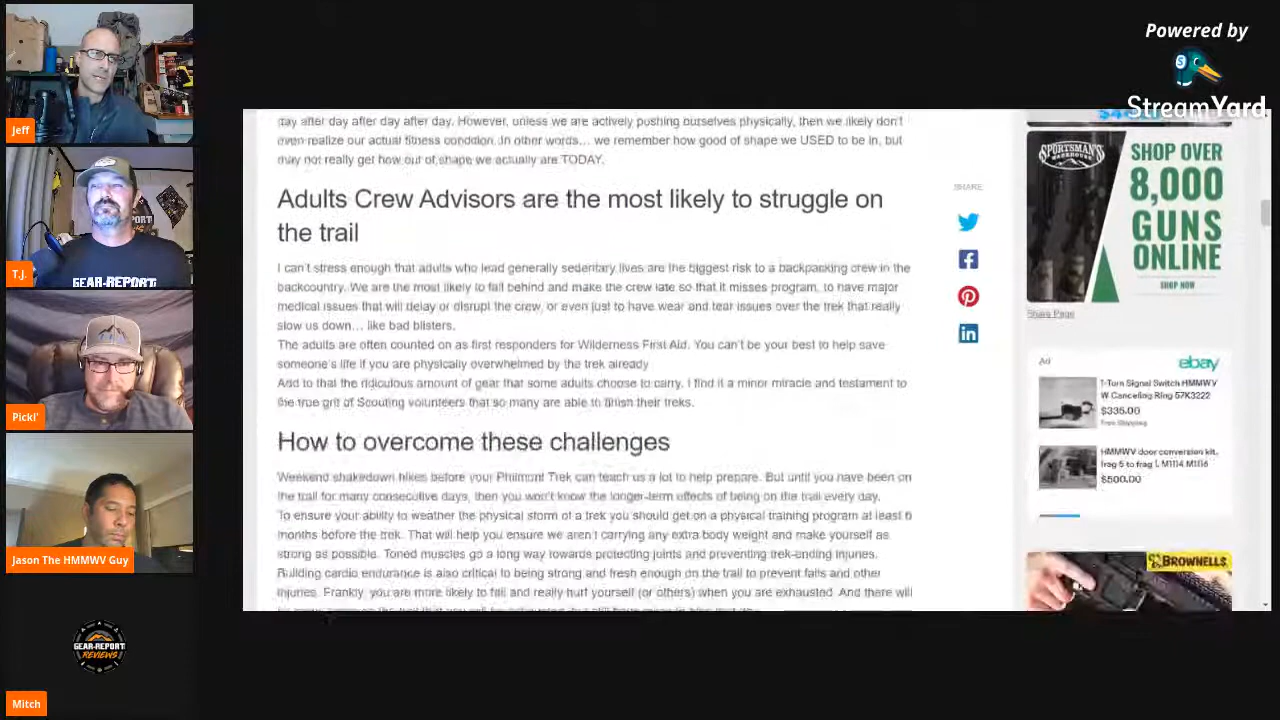 Powered by
StreamYard
Jeff
T.J.
GEAR-REPORT
Pickl'
Jason The HMMWV Guy
GEAR-REPORT
REVIEWS
Mitch
day after day after day after day. However, unless we are actively pushing ourselves physically, then we likely don't
even realize our actual fitness condition. In other words... we remember how good of shape we USED to be in, but
may not really get how out of shape we actually are TODAY.
Adults Crew Advisors are the most likely to struggle on
the trail
I can't stress enough that adults who lead generally sedentary lives are the biggest risk to a backpacking crew in the
backcountry. We are the most likely to fall behind and make the crew late so that it misses program, to have major
medical issues that will delay or disrupt the crew, or even just to have wear and tear issues over the trek that really
slow us down... like bad blisters.
The adults are often counted on as first responders for Wilderness First Aid. You can't be your best to help save
someone's life if you are physically overwhelmed by the trek already
Add to that the ridiculous amount of gear that some adults choose to carry. I find it a minor miracle and testament to
the true grit of Scouting volunteers that so many are able to finish their treks.
How to overcome these challenges
Weekend shakedown hikes before your Philmont Trek can teach us a lot to help prepare. But until you have been on
the trail for many consecutive days, then you won't know the longer-term effects of being on the trail every day.
To ensure your ability to weather the physical storm of a trek you should get on a physical training program at least 6
months before the trek. That will help you ensure we aren't carrying any extra body weight and make yourself as
strong as possible. Toned muscles go a long way towards protecting joints and preventing trek-ending injuries.
Building cardio endurance is also critical to being strong and fresh enough on the trail to prevent falls and other
injuries. Frankly, you are more likely to fall and really hurt yourself (or others) when you are exhausted. And there will
SHARE
SPORTSMAN'S
WAREHOUSE
SHOP OVER
8,000
GUNS
ONLINE
SHOP NOW
Share Page
Ad
ebay
T-Turn Signal Switch HMMWV
W Canceling Ring 57K3222
$335.00
Free Shipping
HMMWV door conversion kit,
frag 5 to frag 1, M1114 M1116
$500.00
BROWNELLS